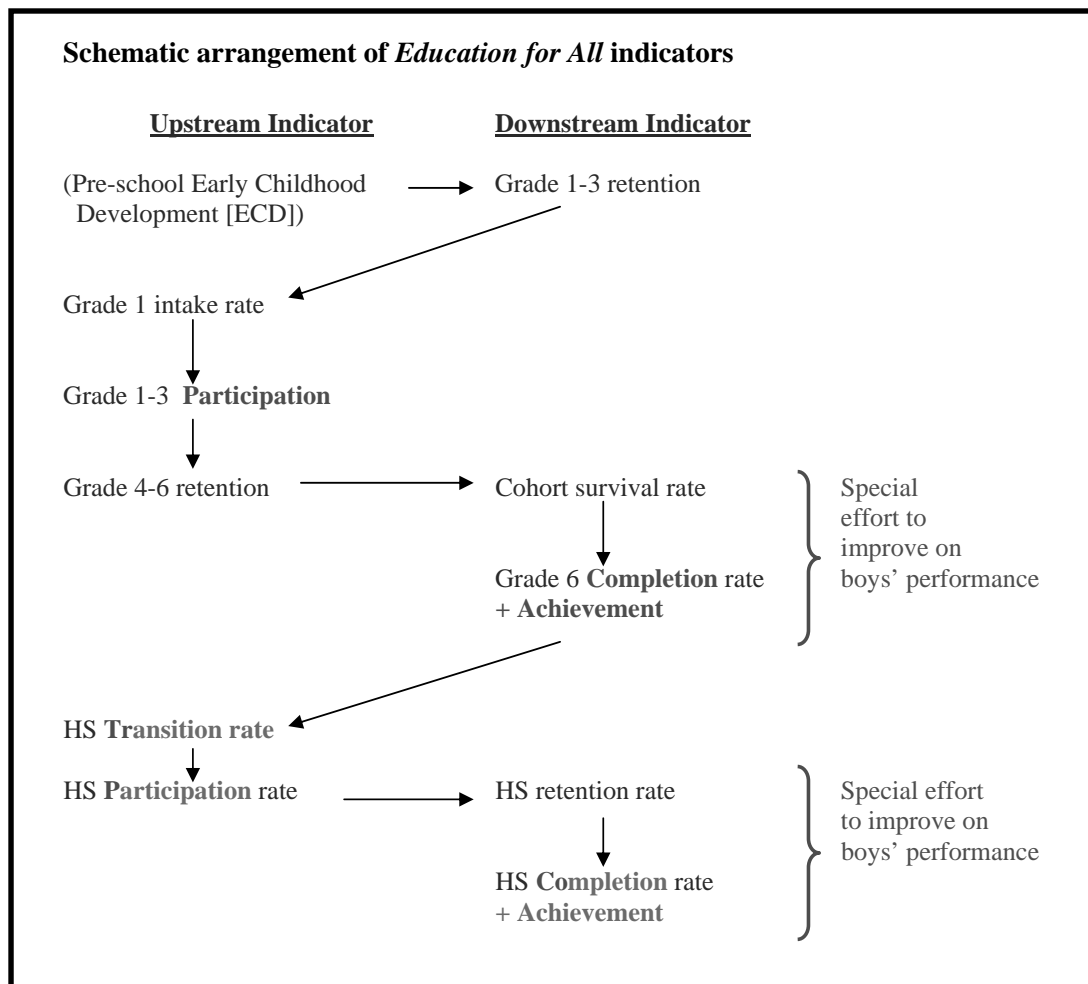 Schematic arrangement of Education for All indicators
Upstream Indicator
Downstream Indicator
(Pre-school Early Childhood
Development [ECD])
Grade 1-3 retention
Grade 1 intake rate
Grade 1-3 Participation
Grade 4-6 retention
Cohort survival rate
Grade 6 Completion rate
+ Achievement
Special
effort to
improve on
boys’ performance
HS Transition rate
HS Participation rate
HS retention rate
HS Completion rate
+ Achievement
Special effort
to improve on
boys’ performance